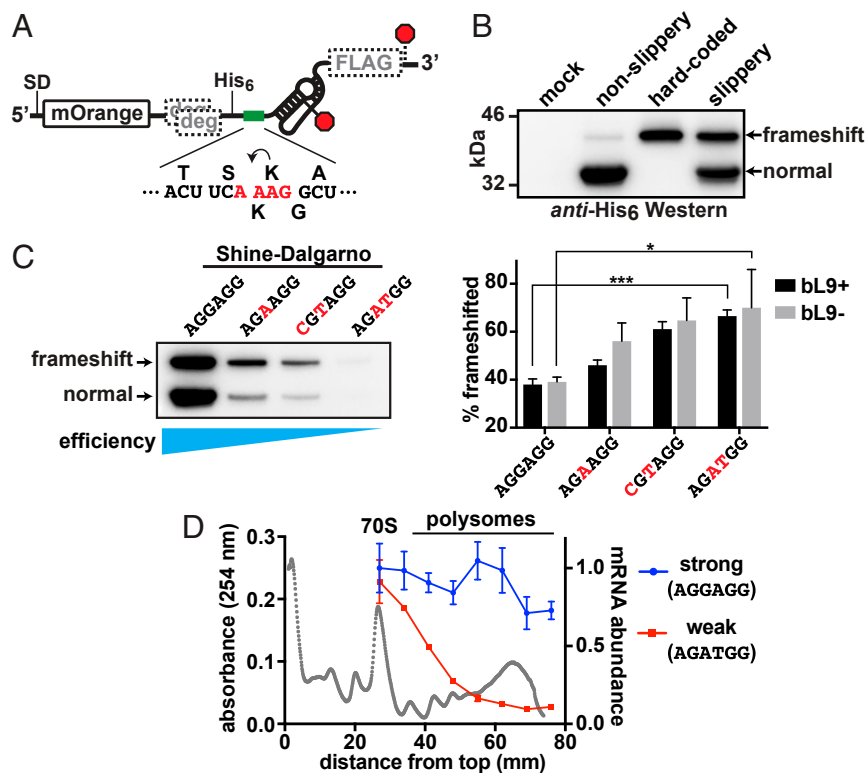 A
SD
5'
mOrange
deg
deg
His6
FLAG
3'
T S K A
··· ACU UCA AAG GCU ···
K G
B
mock
non-slippery
hard-coded
slippery
kDa
46
32
frameshift
normal
anti-His6 Western
C
Shine-Dalgarno
AGGAGG
AGAAGG
CGTAGG
AGATGG
frameshift
normal
efficiency
% frameshifted
80
60
40
20
***
*
bL9+
bL9-
AGGAGG
AGAAGG
CGTAGG
AGATGG
D
70S
polysomes
absorbance (254 nm)
0.3
0.2
0.1
0.0
0 20 40 60 80
distance from top (mm)
1.0
0.5
0.0
mRNA abundance
strong
(AGGAGG)
weak
(AGATGG)